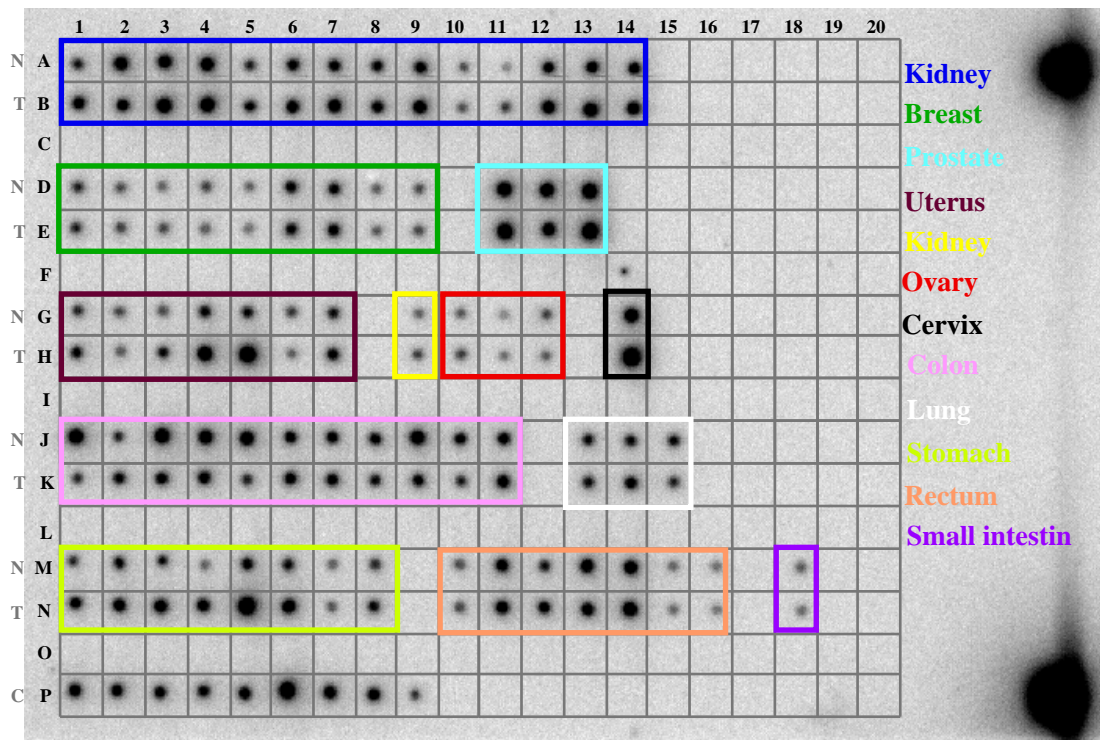 1 2 3 4 5 6 7 8 9 10 11 12 13 14 15 16 18 19 20
N A
T B
C
N D
T E
F
N G
T H
I
N J
T K
L
N M
T N
O
C P
Kidney
Breast
Prostate
Uterus
Kidney
Ovary
Cervix
Colon
Lung
Stomach
Rectum
Small intestin